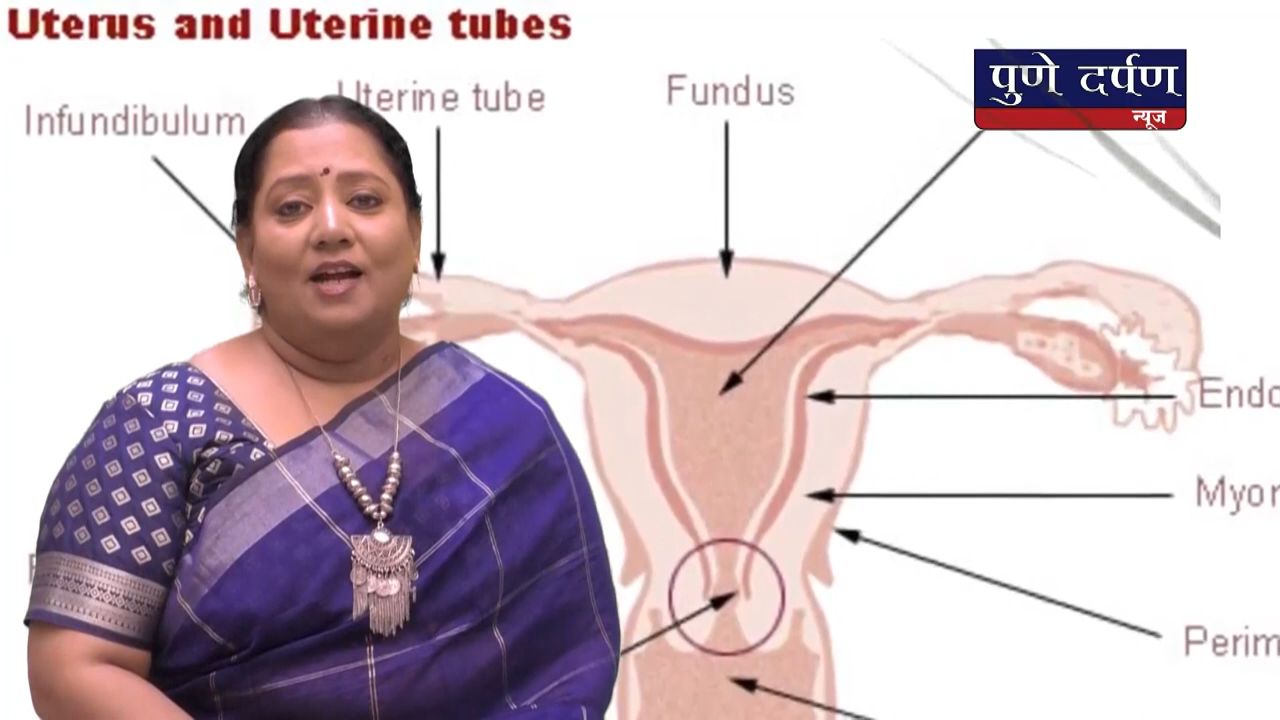 Uterus and Uterine tubes
Infundibulum
Uterine tube
Fundus
पुणे दर्पण
न्यूज
Endo
Myor
Perim